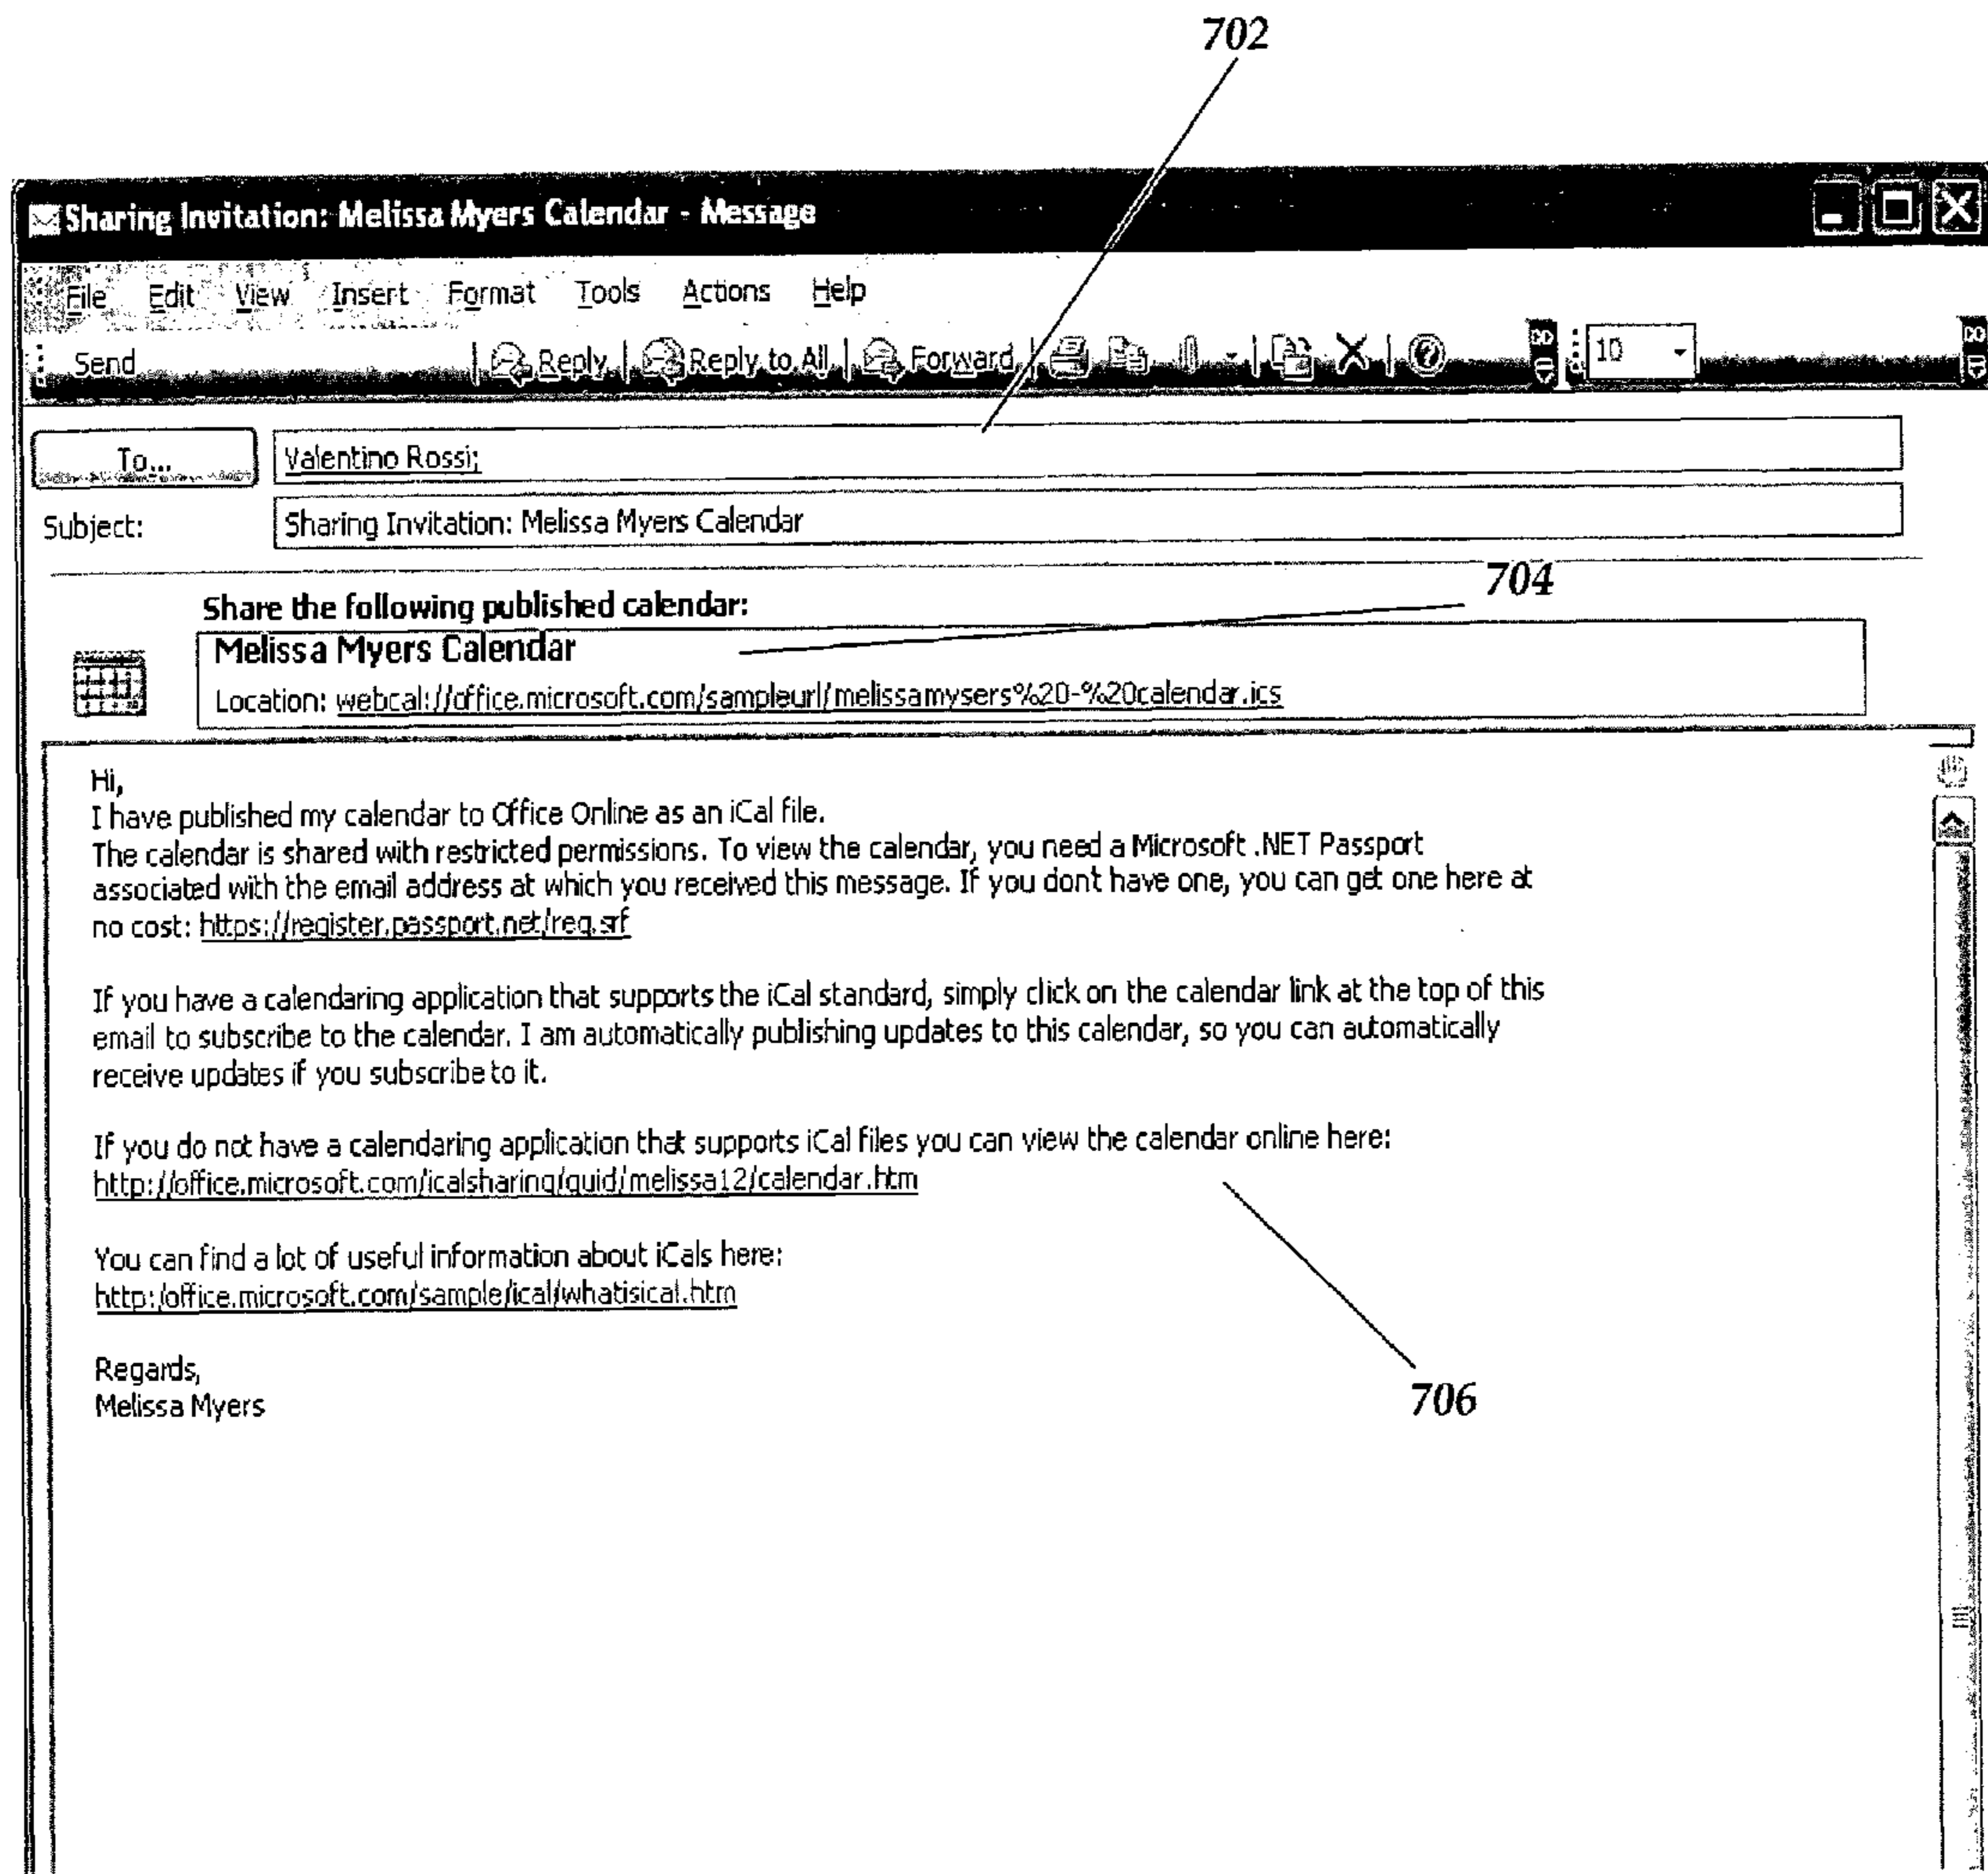 702
Sharing Invitation: Melissa Myers Calendar - Message
File Edit View Insert Format Tools Actions Help
Send Reply Reply to All Forward 10
To... Valentino Rossi;
Subject: Sharing Invitation: Melissa Myers Calendar
704
Share the following published calendar:
Melissa Myers Calendar
Location: webcal://office.microsoft.com/sampleurl/melissamysers%20-%20calendar.ics
Hi,
I have published my calendar to Office Online as an iCal file.
The calendar is shared with restricted permissions. To view the calendar, you need a Microsoft .NET Passport
associated with the email address at which you received this message. If you dont have one, you can get one here at
no cost: https://register.passport.net/reg.srf
If you have a calendaring application that supports the iCal standard, simply click on the calendar link at the top of this
email to subscribe to the calendar. I am automatically publishing updates to this calendar, so you can automatically
receive updates if you subscribe to it.
If you do not have a calendaring application that supports iCal files you can view the calendar online here:
http://office.microsoft.com/icalsharing/guid/melissa12/calendar.htm
You can find a lot of useful information about iCals here:
http:/office.microsoft.com/sample/ical/whatisical.htm
Regards,
Melissa Myers
706